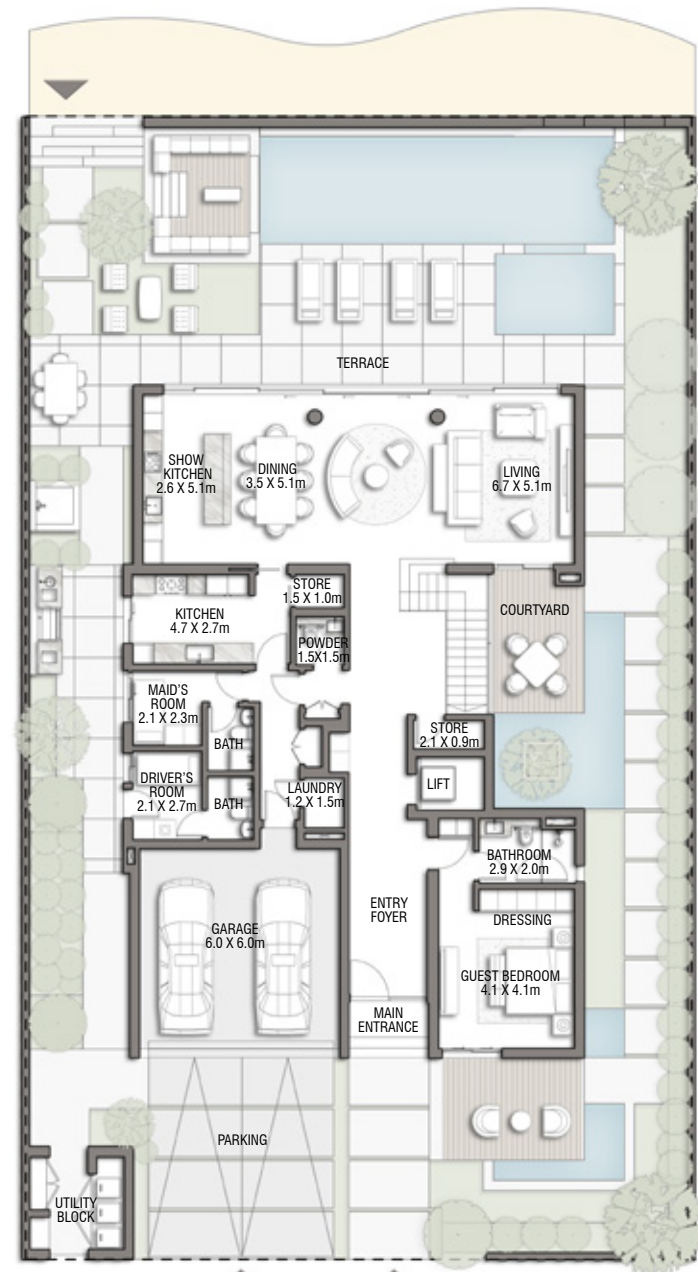 TERRACE
SHOW
KITCHEN
2.6 X 5.1m
DINING
3.5 X 5.1m
LIVING
6.7 X 5.1m
STORE
1.5 X 1.0m
KITCHEN
4.7 X 2.7m
COURTYARD
POWDER
1.5X1.5m
MAID'S
ROOM
2.1 X 2.3m
BATH
STORE
2.1 X 0.9m
DRIVER'S
ROOM
2.1 X 2.7m
BATH
LAUNDRY
1.2 X 1.5m
LIFT
BATHROOM
2.9 X 2.0m
ENTRY
FOYER
DRESSING
GARAGE
6.0 X 6.0m
GUEST BEDROOM
4.1 X 4.1m
MAIN
ENTRANCE
PARKING
UTILITY
BLOCK